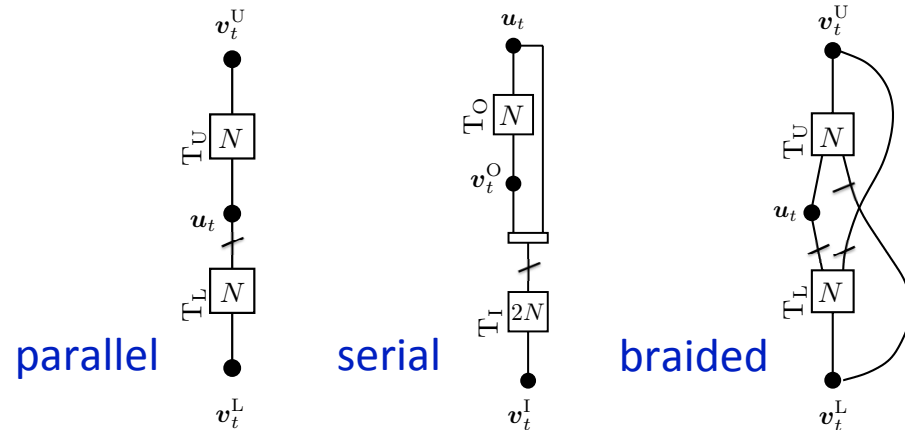 v_t^U
T_U
N
u_t
T_L
N
v_t^L
parallel
u_t
T_O
N
v_t^O
T_I
2N
v_t^I
serial
v_t^U
T_U
N
u_t
T_L
N
v_t^L
braided